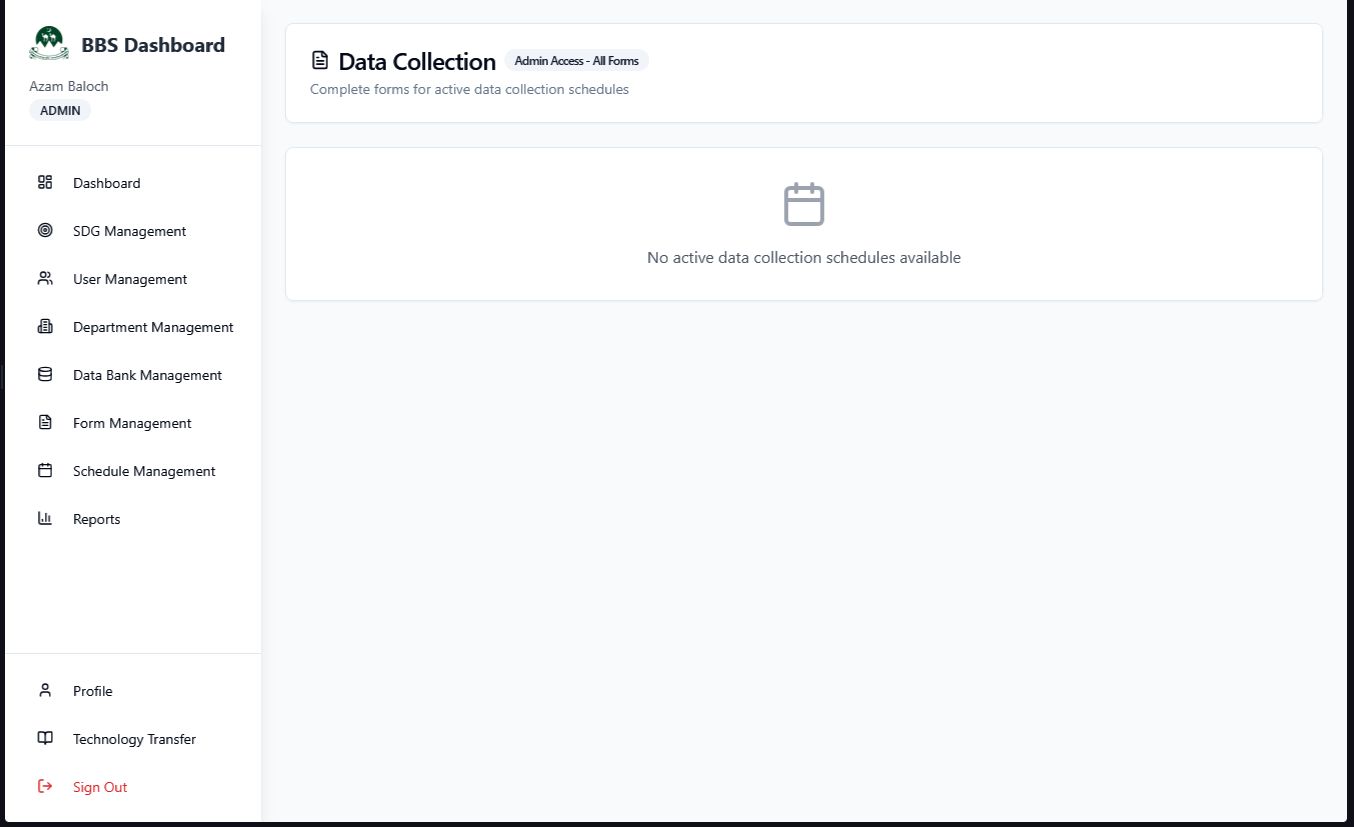 BBS Dashboard
Azam Baloch
ADMIN
Dashboard
SDG Management
User Management
Department Management
Data Bank Management
Form Management
Schedule Management
Reports
Profile
Technology Transfer
Sign Out
Data Collection
Admin Access - All Forms
Complete forms for active data collection schedules
No active data collection schedules available